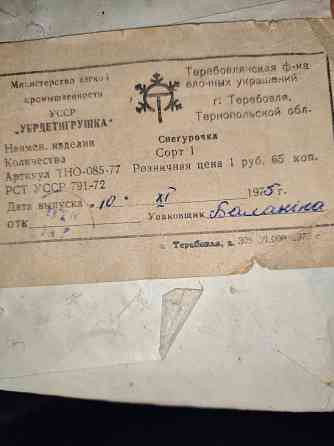 Министерство легкой
промышленности
УССР
"УКРДЕТИГРУШКА"
Теребовлянская ф-ка
елочных украшений
г: Теребовля,
Тернопольской обл.
Наимен. изделия Снегурочка
Количества Сорт 1
Артикул ТНО-085-77 Розничная цена 1 руб. 65 коп.
РСТ УССР 791-72
Дата выпуска "10" XI 1975г.
ОТК Упаковщик
г. Теребовля, з.